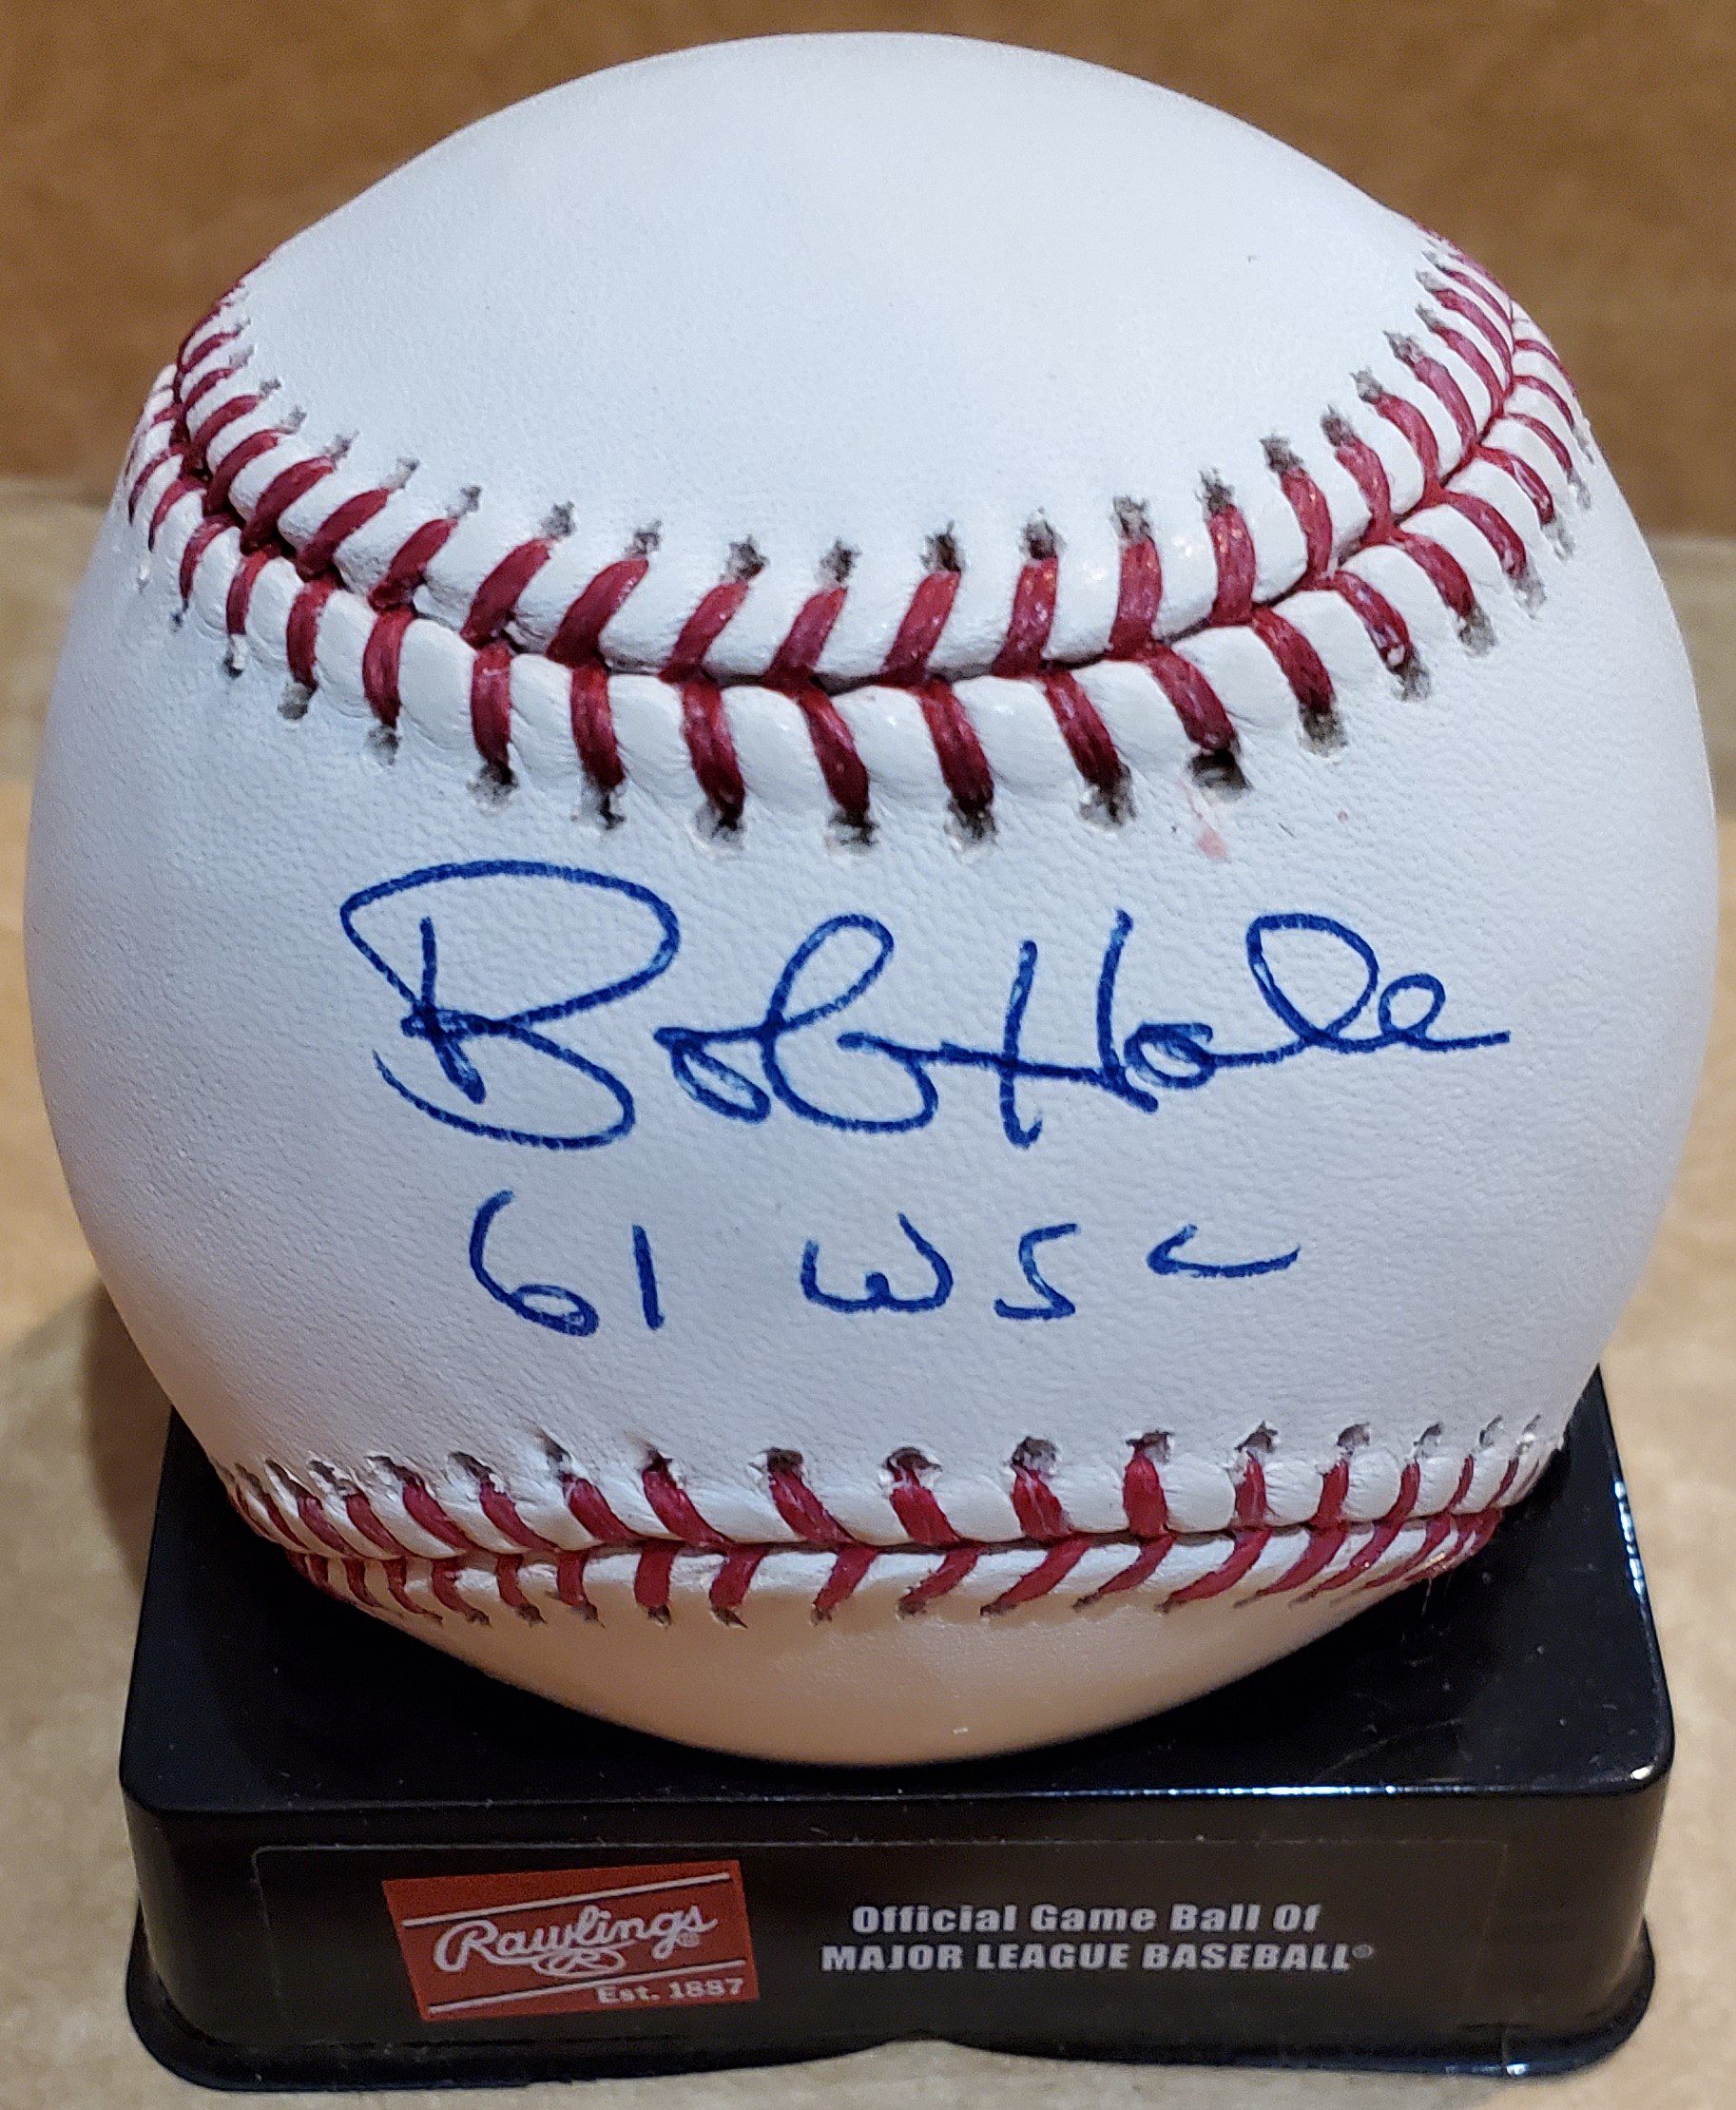 Bob Hale
61 WSC
Rawlings®
R
Est. 1887
Official Game Ball Of
MAJOR LEAGUE BASEBALL®